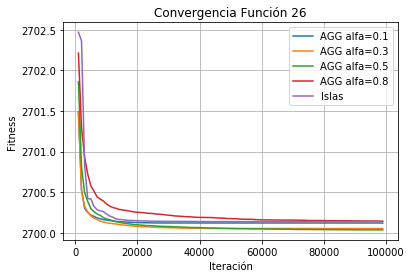 Convergencia Función 26
AGG alfa=0.1
AGG alfa=0.3
AGG alfa=0.5
AGG alfa=0.8
Islas
Fitness
2702.5
2702.0
2701.5
2701.0
2700.5
2700.0
0
20000
40000
60000
80000
100000
Iteración